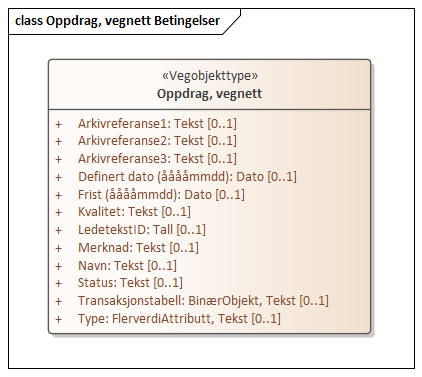 class Oppdrag, vegnett Betingelser
«Vegobjekttype»
Oppdrag, vegnett
+ Arkivreferanse1: Tekst [0..1]
+ Arkivreferanse2: Tekst [0..1]
+ Arkivreferanse3: Tekst [0..1]
+ Definert dato (ååååmmdd): Dato [0..1]
+ Frist (ååååmmdd): Dato [0..1]
+ Kvalitet: Tekst [0..1]
+ LedetekstID: Tall [0..1]
+ Merknad: Tekst [0..1]
+ Navn: Tekst [0..1]
+ Status: Tekst [0..1]
+ Transaksjonstabell: BinærObjekt, Tekst [0..1]
+ Type: FlerverdiAttributt, Tekst [0..1]